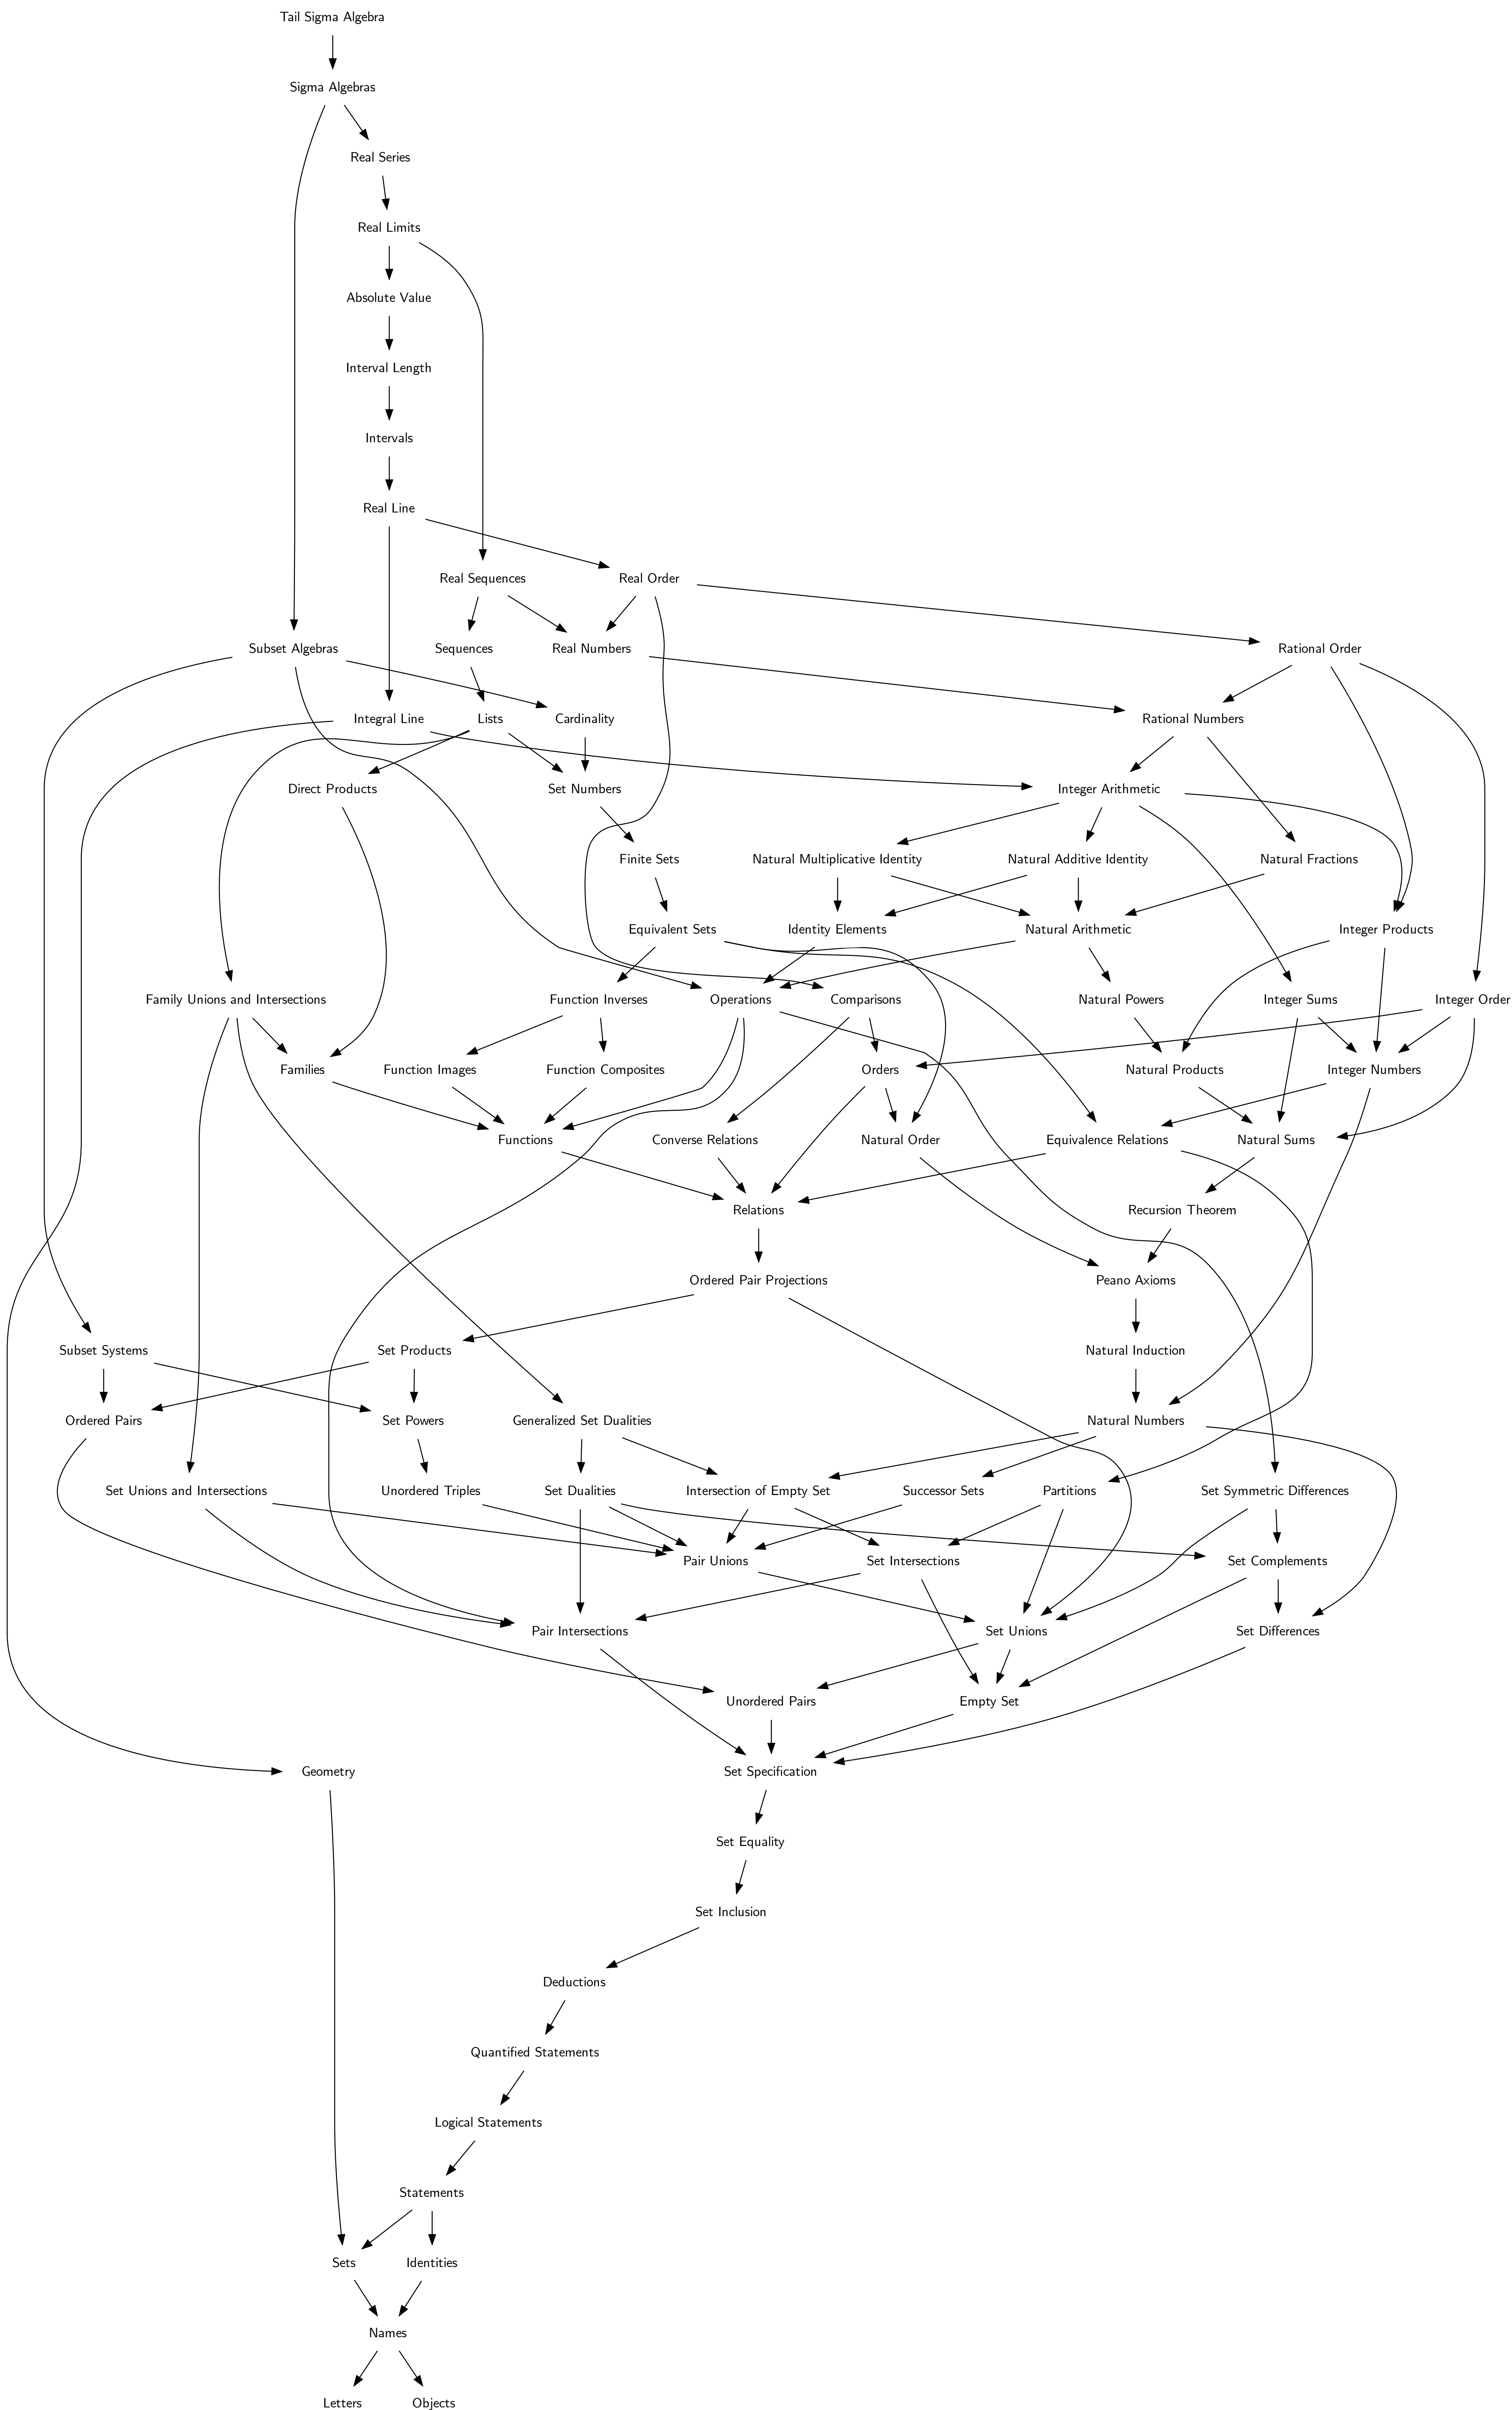 Tail Sigma Algebra
Sigma Algebras
Real Series
Real Limits
Absolute Value
Interval Length
Intervals
Real Line
Real Sequences
Real Order
Subset Algebras
Sequences
Real Numbers
Rational Order
Integral Line
Lists
Cardinality
Rational Numbers
Direct Products
Set Numbers
Integer Arithmetic
Finite Sets
Natural Multiplicative Identity
Natural Additive Identity
Natural Fractions
Equivalent Sets
Identity Elements
Natural Arithmetic
Integer Products
Family Unions and Intersections
Function Inverses
Operations
Comparisons
Natural Powers
Integer Sums
Integer Order
Families
Function Images
Function Composites
Orders
Natural Products
Integer Numbers
Functions
Converse Relations
Natural Order
Equivalence Relations
Natural Sums
Relations
Recursion Theorem
Ordered Pair Projections
Peano Axioms
Subset Systems
Set Products
Natural Induction
Ordered Pairs
Set Powers
Generalized Set Dualities
Natural Numbers
Set Unions and Intersections
Unordered Triples
Set Dualities
Intersection of Empty Set
Successor Sets
Partitions
Set Symmetric Differences
Pair Unions
Set Intersections
Set Complements
Pair Intersections
Set Unions
Set Differences
Unordered Pairs
Empty Set
Geometry
Set Specification
Set Equality
Set Inclusion
Deductions
Quantified Statements
Logical Statements
Statements
Sets
Identities
Names
Letters
Objects